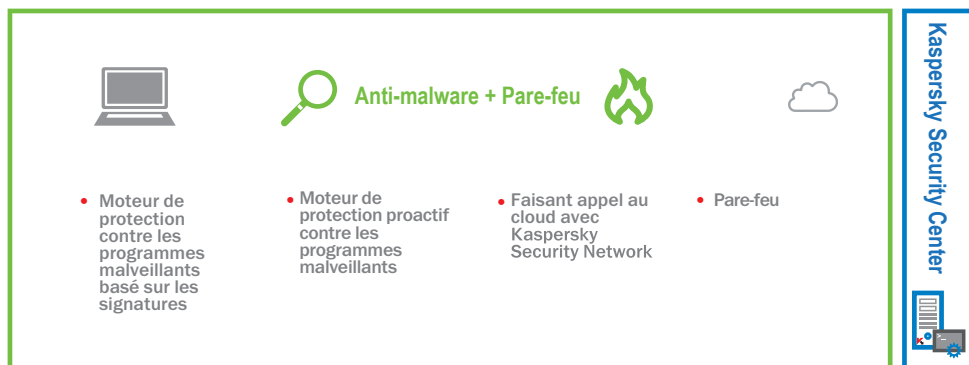 Anti-malware + Pare-feu
• Moteur de
protection
contre les
programmes
malveillants
basé sur les
signatures
• Moteur de
protection proactif
contre les
programmes
malveillants
• Faisant appel au
cloud avec
Kaspersky
Security Network
• Pare-feu
Kaspersky Security Center